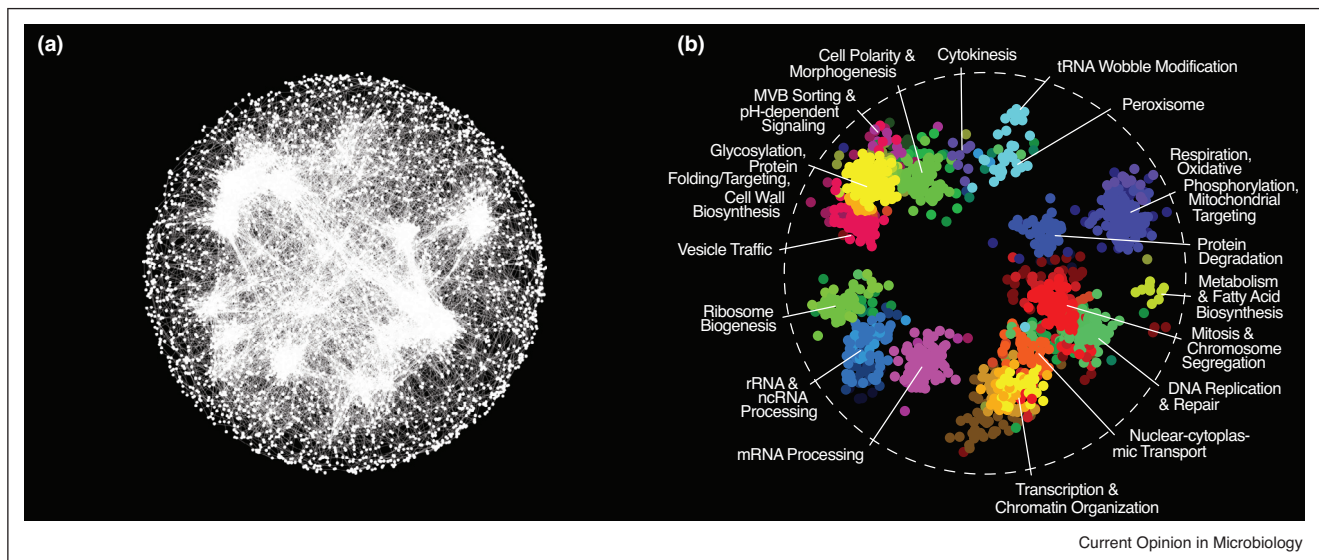 (a)
(b)
Cell Polarity &
Morphogenesis
Cytokinesis
tRNA Wobble Modification
Peroxisome
MVB Sorting &
pH-dependent
Signaling
Glycosylation,
Protein
Folding/Targeting,
Cell Wall
Biosynthesis
Vesicle Traffic
Ribosome
Biogenesis
rRNA &
ncRNA
Processing
mRNA Processing
Respiration,
Oxidative
Phosphorylation,
Mitochondrial
Targeting
Protein
Degradation
Metabolism
& Fatty Acid
Biosynthesis
Mitosis &
Chromosome
Segregation
DNA Replication
& Repair
Nuclear-cytoplas-
mic Transport
Transcription &
Chromatin Organization
Current Opinion in Microbiology